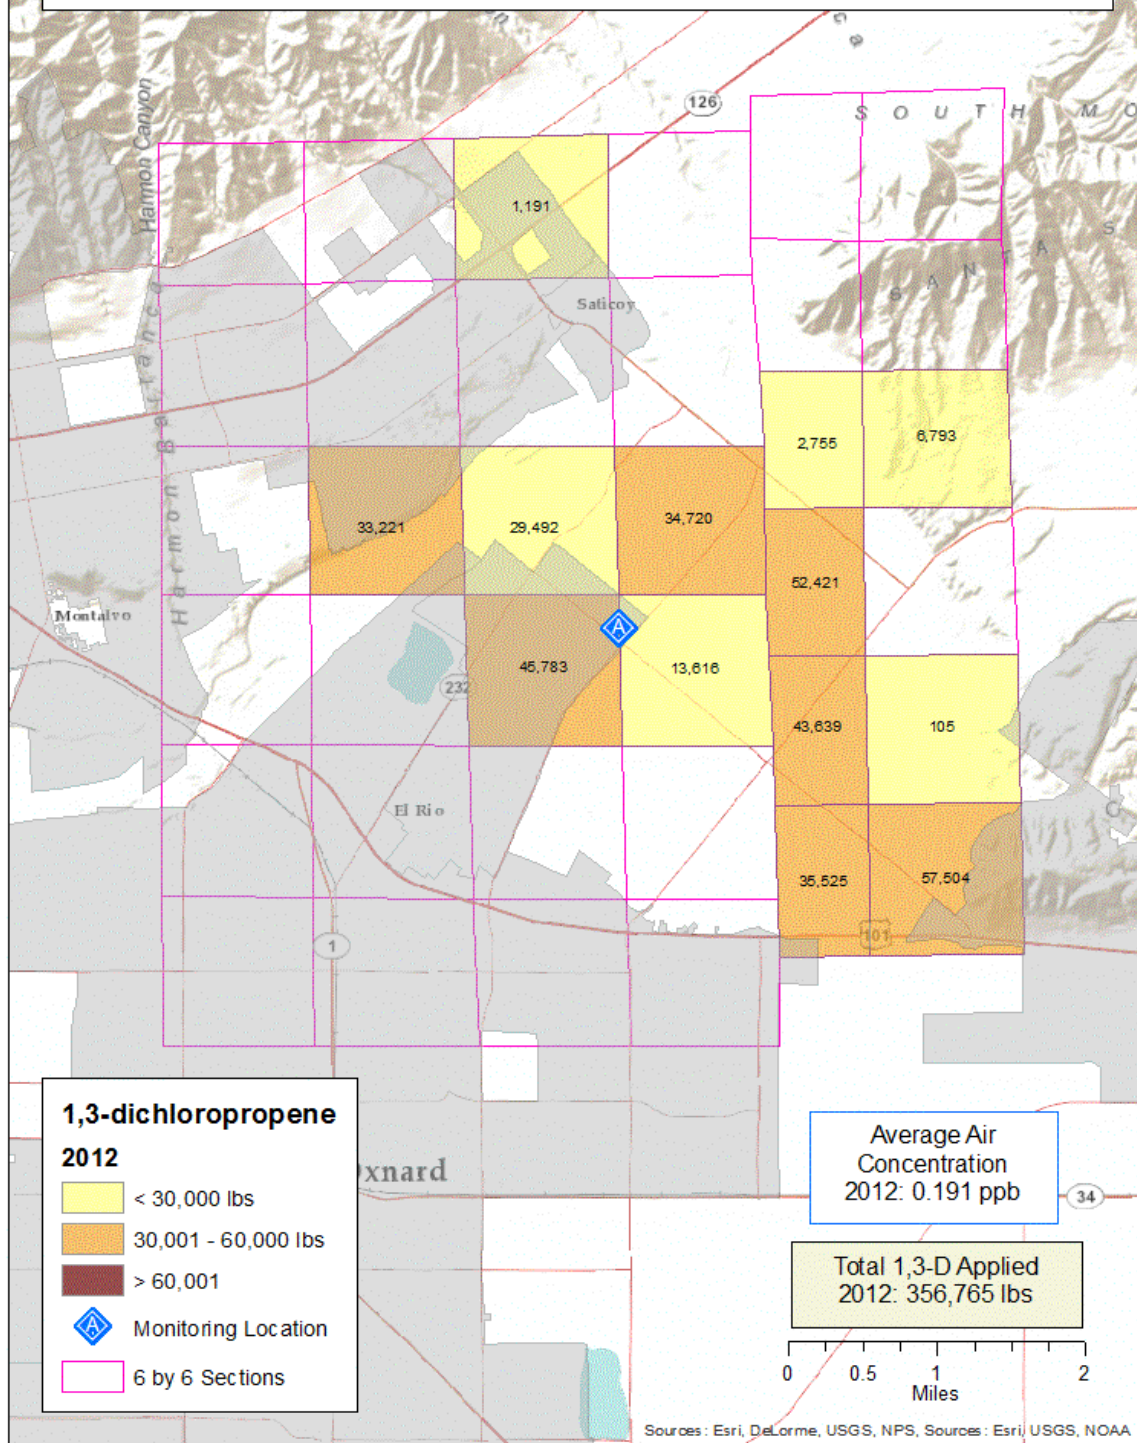 126
SOUTH MO
Harmon Canyon
1,191
SANTA S
Saticoy
Harmon Barranca
2,755
6,793
33,221
29,492
34,720
52,421
Montalvo
A
45,783
13,616
232
43,639
105
El Rio
35,525
57,504
101
1
1,3-dichloropropene
2012
< 30,000 lbs
30,001 - 60,000 lbs
> 60,001
A
Monitoring Location
6 by 6 Sections
Oxnard
Average Air
Concentration
2012: 0.191 ppb
34
Total 1,3-D Applied
2012: 356,765 lbs
0 0.5 1 2
Miles
Sources: Esri, DeLorme, USGS, NPS, Sources: Esri, USGS, NOAA